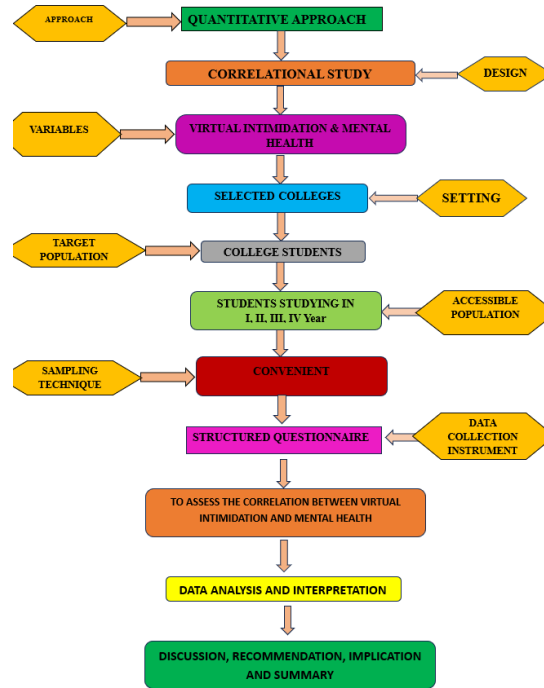 APPROACH
QUANTITATIVE APPROACH
CORRELATIONAL STUDY
DESIGN
VARIABLES
VIRTUAL INTIMIDATION & MENTAL
HEALTH
SELECTED COLLEGES
SETTING
TARGET
POPULATION
COLLEGE STUDENTS
STUDENTS STUDYING IN
I, II, III, IV Year
ACCESSIBLE
POPULATION
SAMPLING
TECHNIQUE
CONVENIENT
STRUCTURED QUESTIONNAIRE
DATA
COLLECTION
INSTRUMENT
TO ASSESS THE CORRELATION BETWEEN VIRTUAL
INTIMIDATION AND MENTAL HEALTH
DATA ANALYSIS AND INTERPRETATION
DISCUSSION, RECOMMENDATION, IMPLICATION
AND SUMMARY